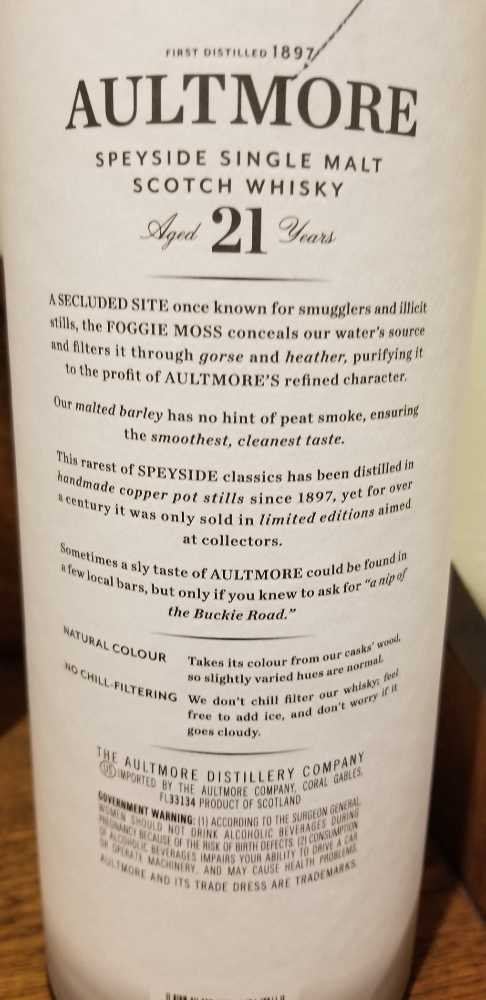 FIRST DISTILLED 1897
AULTMORE
SPEYSIDE SINGLE MALT
SCOTCH WHISKY
Aged 21 Years
A SECLUDED SITE once known for smugglers and illicit
stills, the FOGGIE MOSS conceals our water's source
and filters it through gorse and heather, purifying it
to the profit of AULTMORE'S refined character.
Our malted barley has no hint of peat smoke, ensuring
the smoothest, cleanest taste.
This rarest of SPEYSIDE classics has been distilled in
handmade copper pot stills since 1897, yet for over
a century it was only sold in limited editions aimed
at collectors.
Sometimes a sly taste of AULTMORE could be found in
a few local bars, but only if you knew to ask for "a nip of
the Buckie Road."
NATURAL COLOUR
Takes its colour from our casks' wood,
so slightly varied hues are normal.
NO CHILL-FILTERING
We don't chill filter our whisky; feel
free to add ice, and don't worry if it
goes cloudy.
THE AULTMORE DISTILLERY COMPANY
US IMPORTED BY THE AULTMORE COMPANY, CORAL GABLES,
FL33134 PRODUCT OF SCOTLAND
GOVERNMENT WARNING: (1) ACCORDING TO THE SURGEON GENERAL,
WOMEN SHOULD NOT DRINK ALCOHOLIC BEVERAGES DURING
PREGNANCY BECAUSE OF THE RISK OF BIRTH DEFECTS. (2) CONSUMPTION
OF ALCOHOLIC BEVERAGES IMPAIRS YOUR ABILITY TO DRIVE A CAR
OR OPERATE MACHINERY, AND MAY CAUSE HEALTH PROBLEMS.
AULTMORE AND ITS TRADE DRESS ARE TRADEMARKS.